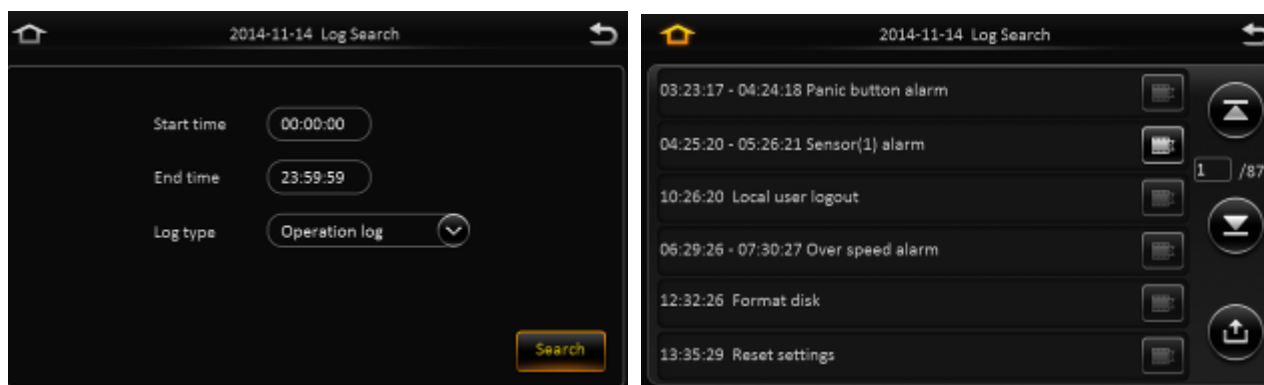 2014-11-14 Log Search
Start time 00:00:00
End time 23:59:59
Log type Operation log
Search
2014-11-14 Log Search
03:23:17 - 04:24:18 Panic button alarm
04:25:20 - 05:26:21 Sensor(1) alarm
1 /87
10:26:20 Local user logout
06:29:26 - 07:30:27 Over speed alarm
12:32:26 Format disk
13:35:29 Reset settings